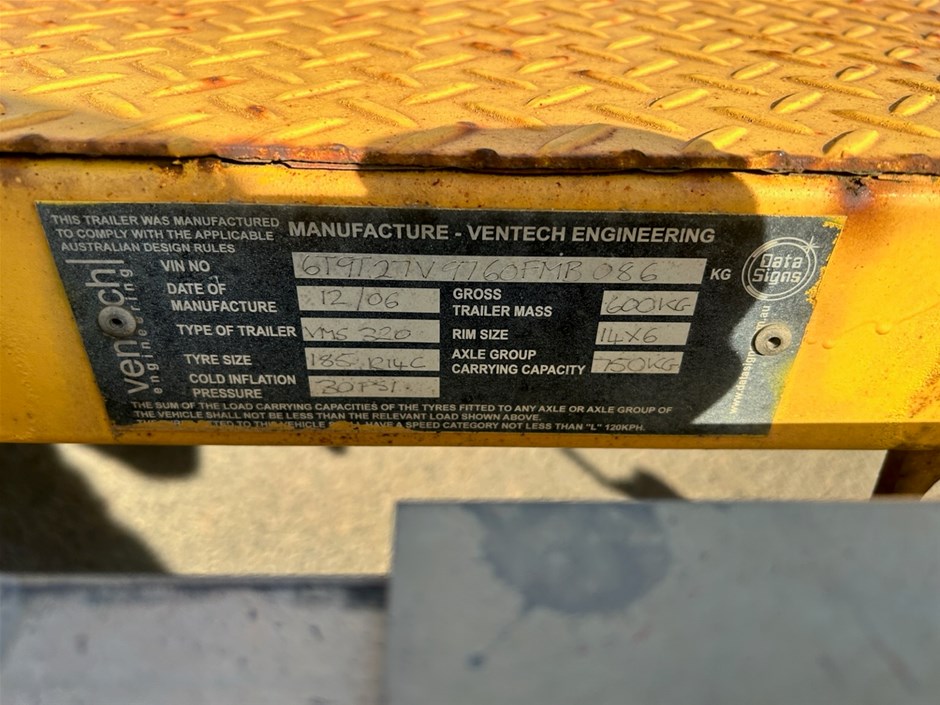 THIS TRAILER WAS MANUFACTURED
TO COMPLY WITH THE APPLICABLE
AUSTRALIAN DESIGN RULES
MANUFACTURE - VENTECH ENGINEERING
VIN NO 6T9T27V9760FMB086 KG
DATE OF
MANUFACTURE 12/06
GROSS
TRAILER MASS 600KG
TYPE OF TRAILER VMS 220
RIM SIZE 14X6
TYRE SIZE 185 R14C
AXLE GROUP
CARRYING CAPACITY 750KG
COLD INFLATION
PRESSURE 30PSI
THE SUM OF THE LOAD CARRYING CAPACITIES OF THE TYRES FITTED TO ANY AXLE OR AXLE GROUP OF
THE VEHICLE SHALL NOT BE LESS THAN THE RELEVANT LOAD SHOWN ABOVE.
TO THIS VEHICLE HAVE A SPEED CATEGORY NOT LESS THAN "L" 120KPH.
engineering
Data
Signs